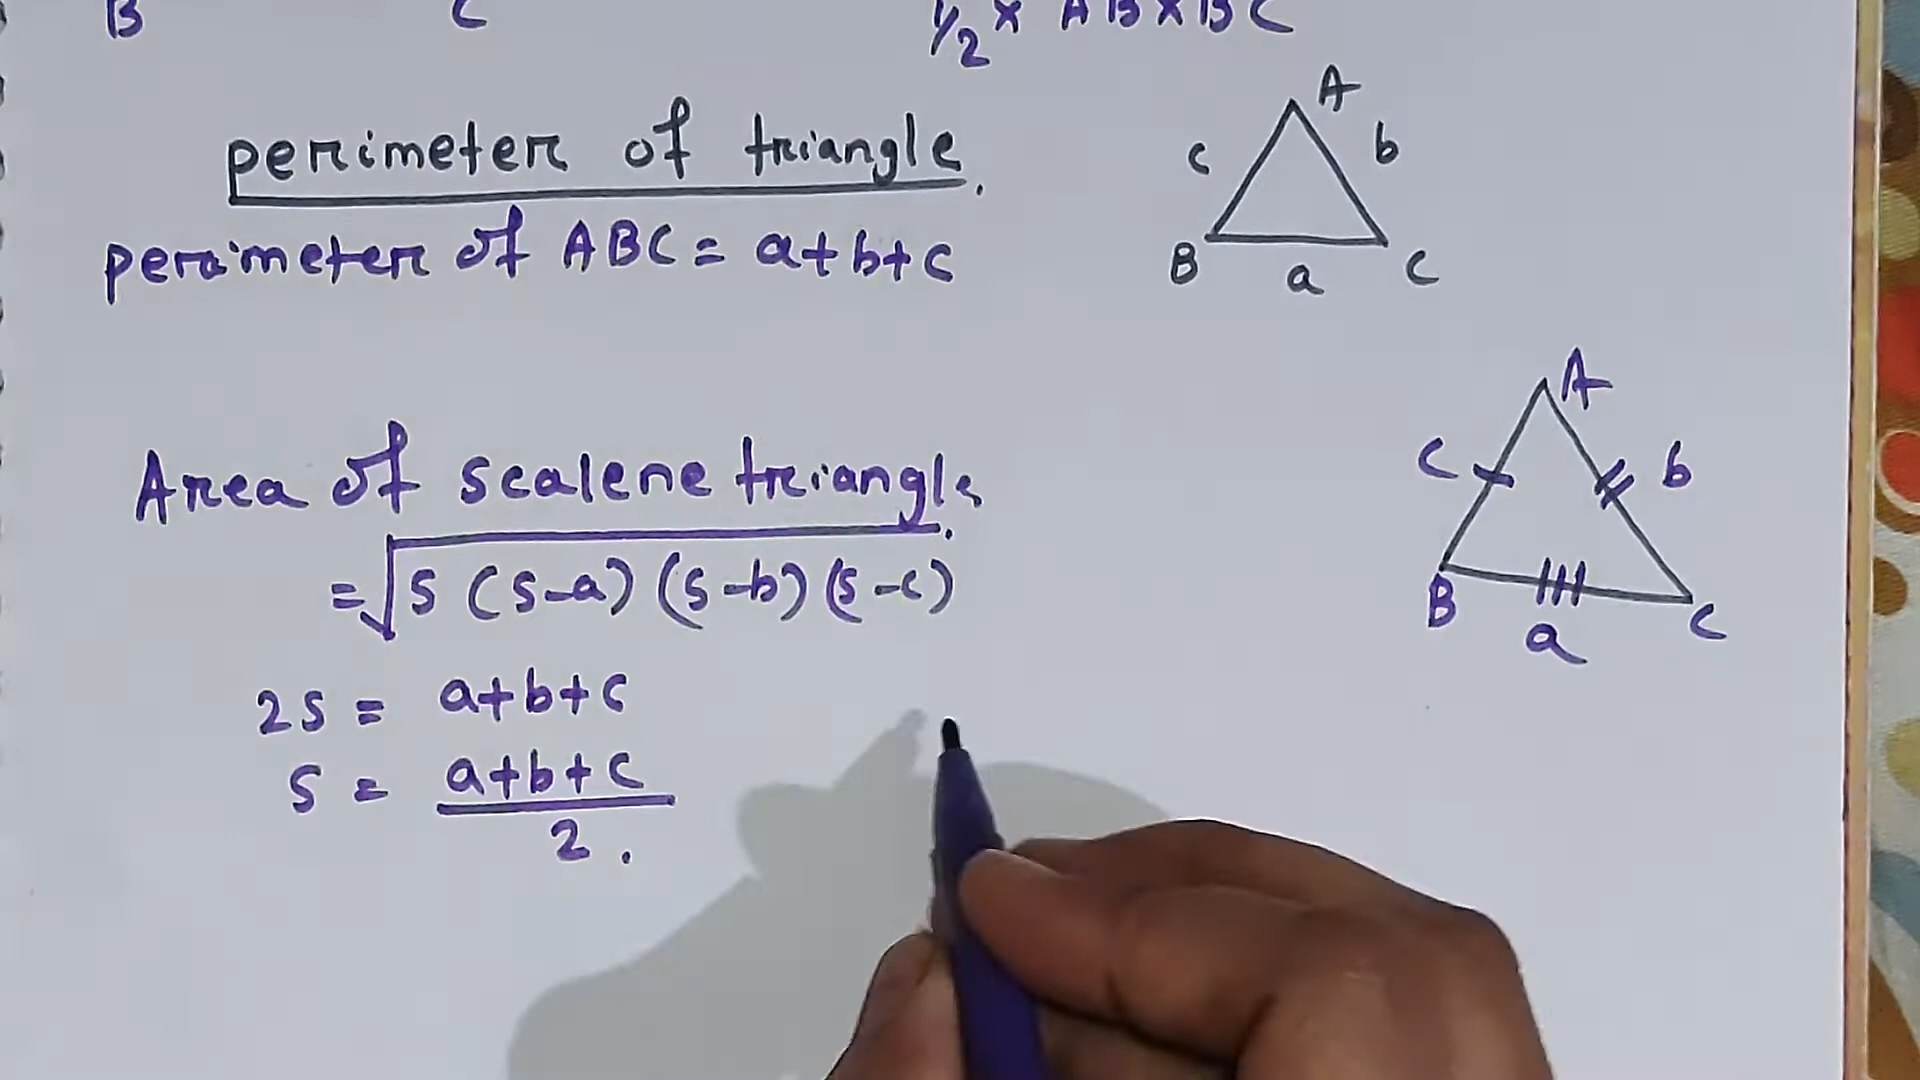 B C 1/2 × AB × BC
A
c b
perimeter of triangle.
perimeter of ABC = a+b+c
B a C
A
c b
Area of scalene triangle.
= √s (s-a) (s-b) (s-c)
B a C
2s = a+b+c
s = a+b+c
2.